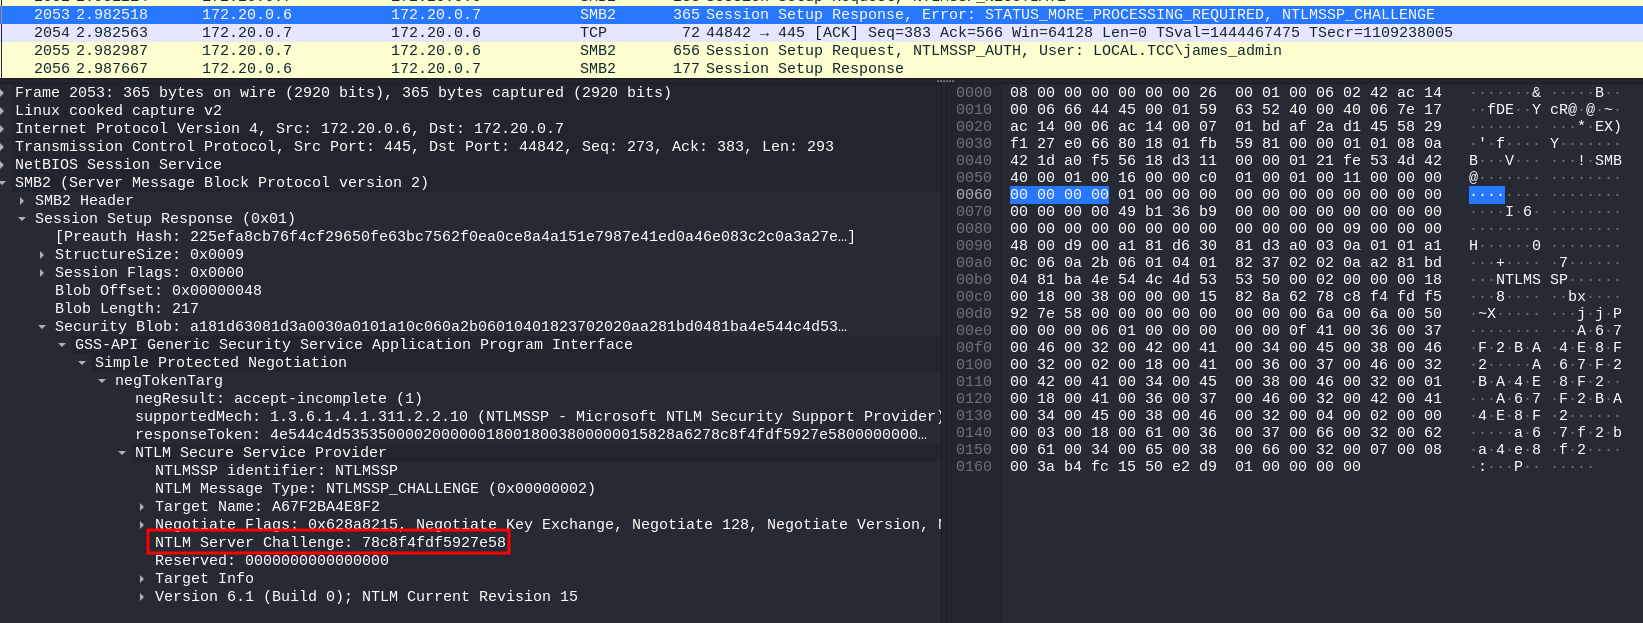 2053 2.982518 172.20.0.6 172.20.0.7 SMB2 365 Session Setup Response, Error: STATUS_MORE_PROCESSING_REQUIRED, NTLMSSP_CHALLENGE
2054 2.982563 172.20.0.7 172.20.0.6 TCP 72 44842 → 445 [ACK] Seq=383 Ack=566 Win=64128 Len=0 TSval=1444467475 TSecr=1109238005
2055 2.982987 172.20.0.7 172.20.0.6 SMB2 656 Session Setup Request, NTLMSSP_AUTH, User: LOCAL.TCC\james_admin
2056 2.987667 172.20.0.6 172.20.0.7 SMB2 177 Session Setup Response
Frame 2053: 365 bytes on wire (2920 bits), 365 bytes captured (2920 bits)
Linux cooked capture v2
Internet Protocol Version 4, Src: 172.20.0.6, Dst: 172.20.0.7
Transmission Control Protocol, Src Port: 445, Dst Port: 44842, Seq: 273, Ack: 383, Len: 293
NetBIOS Session Service
SMB2 (Server Message Block Protocol version 2)
SMB2 Header
Session Setup Response (0x01)
[Preauth Hash: 225efa8cb76f4cf29650fe63bc7562f0ea0ce8a4a151e7987e41ed0a46e083c2c0a3a27e…]
StructureSize: 0x0009
Session Flags: 0x0000
Blob Offset: 0x00000048
Blob Length: 217
Security Blob: a181d63081d3a0030a0101a10c060a2b06010401823702020aa281bd0481ba4e544c4d53…
GSS-API Generic Security Service Application Program Interface
Simple Protected Negotiation
negTokenTarg
negResult: accept-incomplete (1)
supportedMech: 1.3.6.1.4.1.311.2.2.10 (NTLMSSP - Microsoft NTLM Security Support Provider)
responseToken: 4e544c4d5353500002000000180018003800000015828a6278c8f4fdf5927e5800000000…
NTLM Secure Service Provider
NTLMSSP identifier: NTLMSSP
NTLM Message Type: NTLMSSP_CHALLENGE (0x00000002)
Target Name: A67F2BA4E8F2
Negotiate Flags: 0x628a8215, Negotiate Key Exchange, Negotiate 128, Negotiate Version,
NTLM Server Challenge: 78c8f4fdf5927e58
Reserved: 0000000000000000
Target Info
Version 6.1 (Build 0); NTLM Current Revision 15
0000 08 00 00 00 00 00 00 26 00 01 00 06 02 42 ac 14 ·······& ·····B··
0010 00 06 66 44 45 00 01 59 63 52 40 00 40 06 7e 17 ··fDE··Y cR@·@·~·
0020 ac 14 00 06 ac 14 00 07 01 bd af 2a d1 45 58 29 ········ ···*·EX)
0030 f1 27 e0 66 80 18 01 fb 59 81 00 00 01 01 08 0a ·'·f···· Y·······
0040 42 1d a0 f5 56 18 d3 11 00 00 01 21 fe 53 4d 42 B···V··· ···!·SMB
0050 40 00 01 00 16 00 00 c0 01 00 01 00 11 00 00 00 @······· ········
0060 00 00 00 00 01 00 00 00 00 00 00 00 00 00 00 00 ········ ········
0070 00 00 00 00 49 b1 36 b9 00 00 00 00 00 00 00 00 ····I·6· ········
0080 00 00 00 00 00 00 00 00 00 00 00 00 09 00 00 00 ········ ········
0090 48 00 d9 00 a1 81 d6 30 81 d3 a0 03 0a 01 01 a1 H······0 ········
00a0 0c 06 0a 2b 06 01 04 01 82 37 02 02 0a a2 81 bd ···+···· ·7······
00b0 04 81 ba 4e 54 4c 4d 53 53 50 00 02 00 00 00 18 ···NTLMS SP······
00c0 00 18 00 38 00 00 00 15 82 8a 62 78 c8 f4 fd f5 ···8···· ··bx····
00d0 92 7e 58 00 00 00 00 00 00 00 00 6a 00 6a 00 50 ·~X····· ···j·j·P
00e0 00 00 00 06 01 00 00 00 00 00 0f 41 00 36 00 37 ········ ···A·6·7
00f0 00 46 00 32 00 42 00 41 00 34 00 45 00 38 00 46 ·F·2·B·A ·4·E·8·F
0100 00 32 00 02 00 18 00 41 00 36 00 37 00 46 00 32 ·2·····A ·6·7·F·2
0110 00 42 00 41 00 34 00 45 00 38 00 46 00 32 00 01 ·B·A·4·E ·8·F·2··
0120 00 18 00 41 00 36 00 37 00 46 00 32 00 42 00 41 ···A·6·7 ·F·2·B·A
0130 00 34 00 45 00 38 00 46 00 32 00 04 00 02 00 00 ·4·E·8·F ·2······
0140 00 03 00 18 00 61 00 36 00 37 00 66 00 32 00 62 ·····a·6 ·7·f·2·b
0150 00 61 00 34 00 65 00 38 00 66 00 32 00 07 00 08 ·a·4·e·8 ·f·2····
0160 00 3a b4 fc 15 50 e2 d9 01 00 00 00 00 ·:···P·· ·····